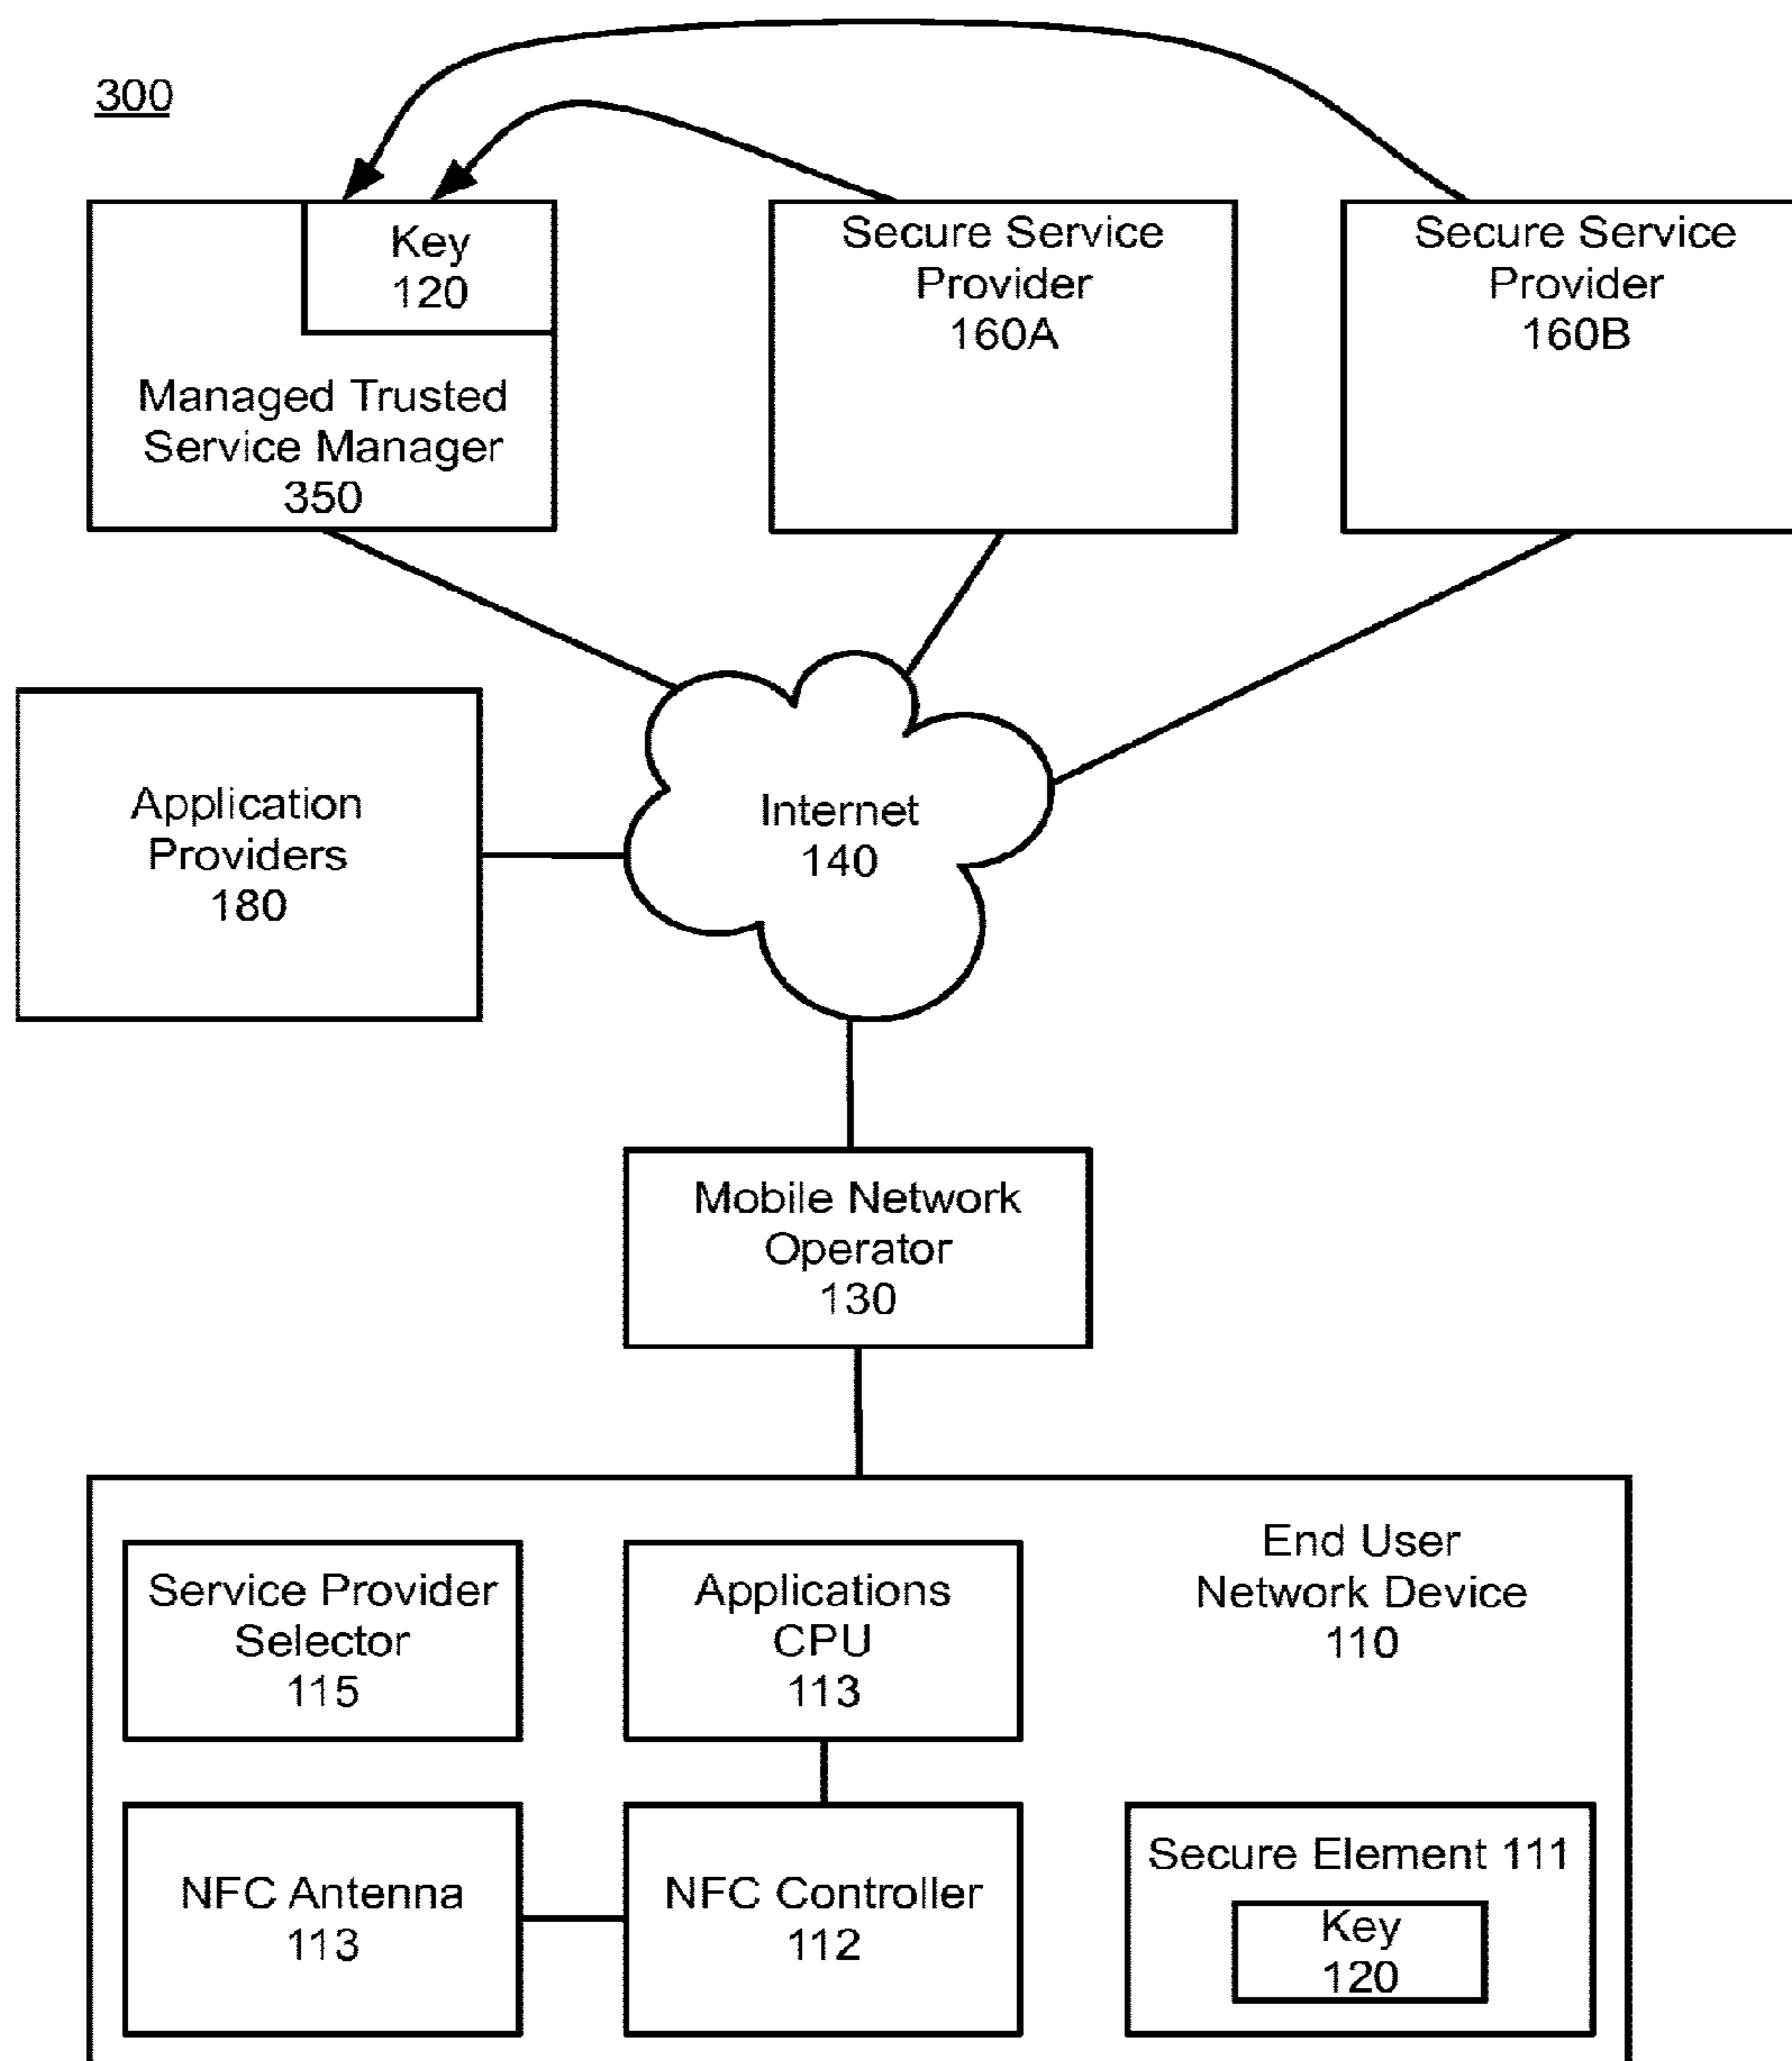 300
Key
120
Managed Trusted
Service Manager
350
Secure Service
Provider
160A
Secure Service
Provider
160B
Application
Providers
180
Internet
140
Mobile Network
Operator
130
End User
Network Device
110
Service Provider
Selector
115
Applications
CPU
113
NFC Antenna
113
NFC Controller
112
Secure Element 111
Key
120